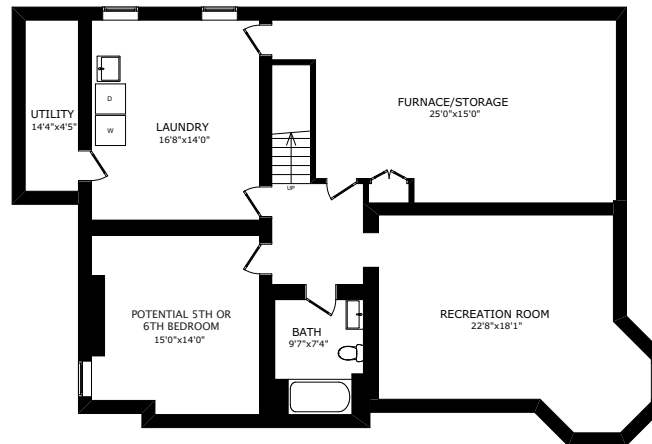 UTILITY
14'4"x4'5"
D
W
LAUNDRY
16'8"x14'0"
FURNACE/STORAGE
25'0"x15'0"
UP
POTENTIAL 5TH OR
6TH BEDROOM
15'0"x14'0"
BATH
9'7"x7'4"
RECREATION ROOM
22'8"x18'1"